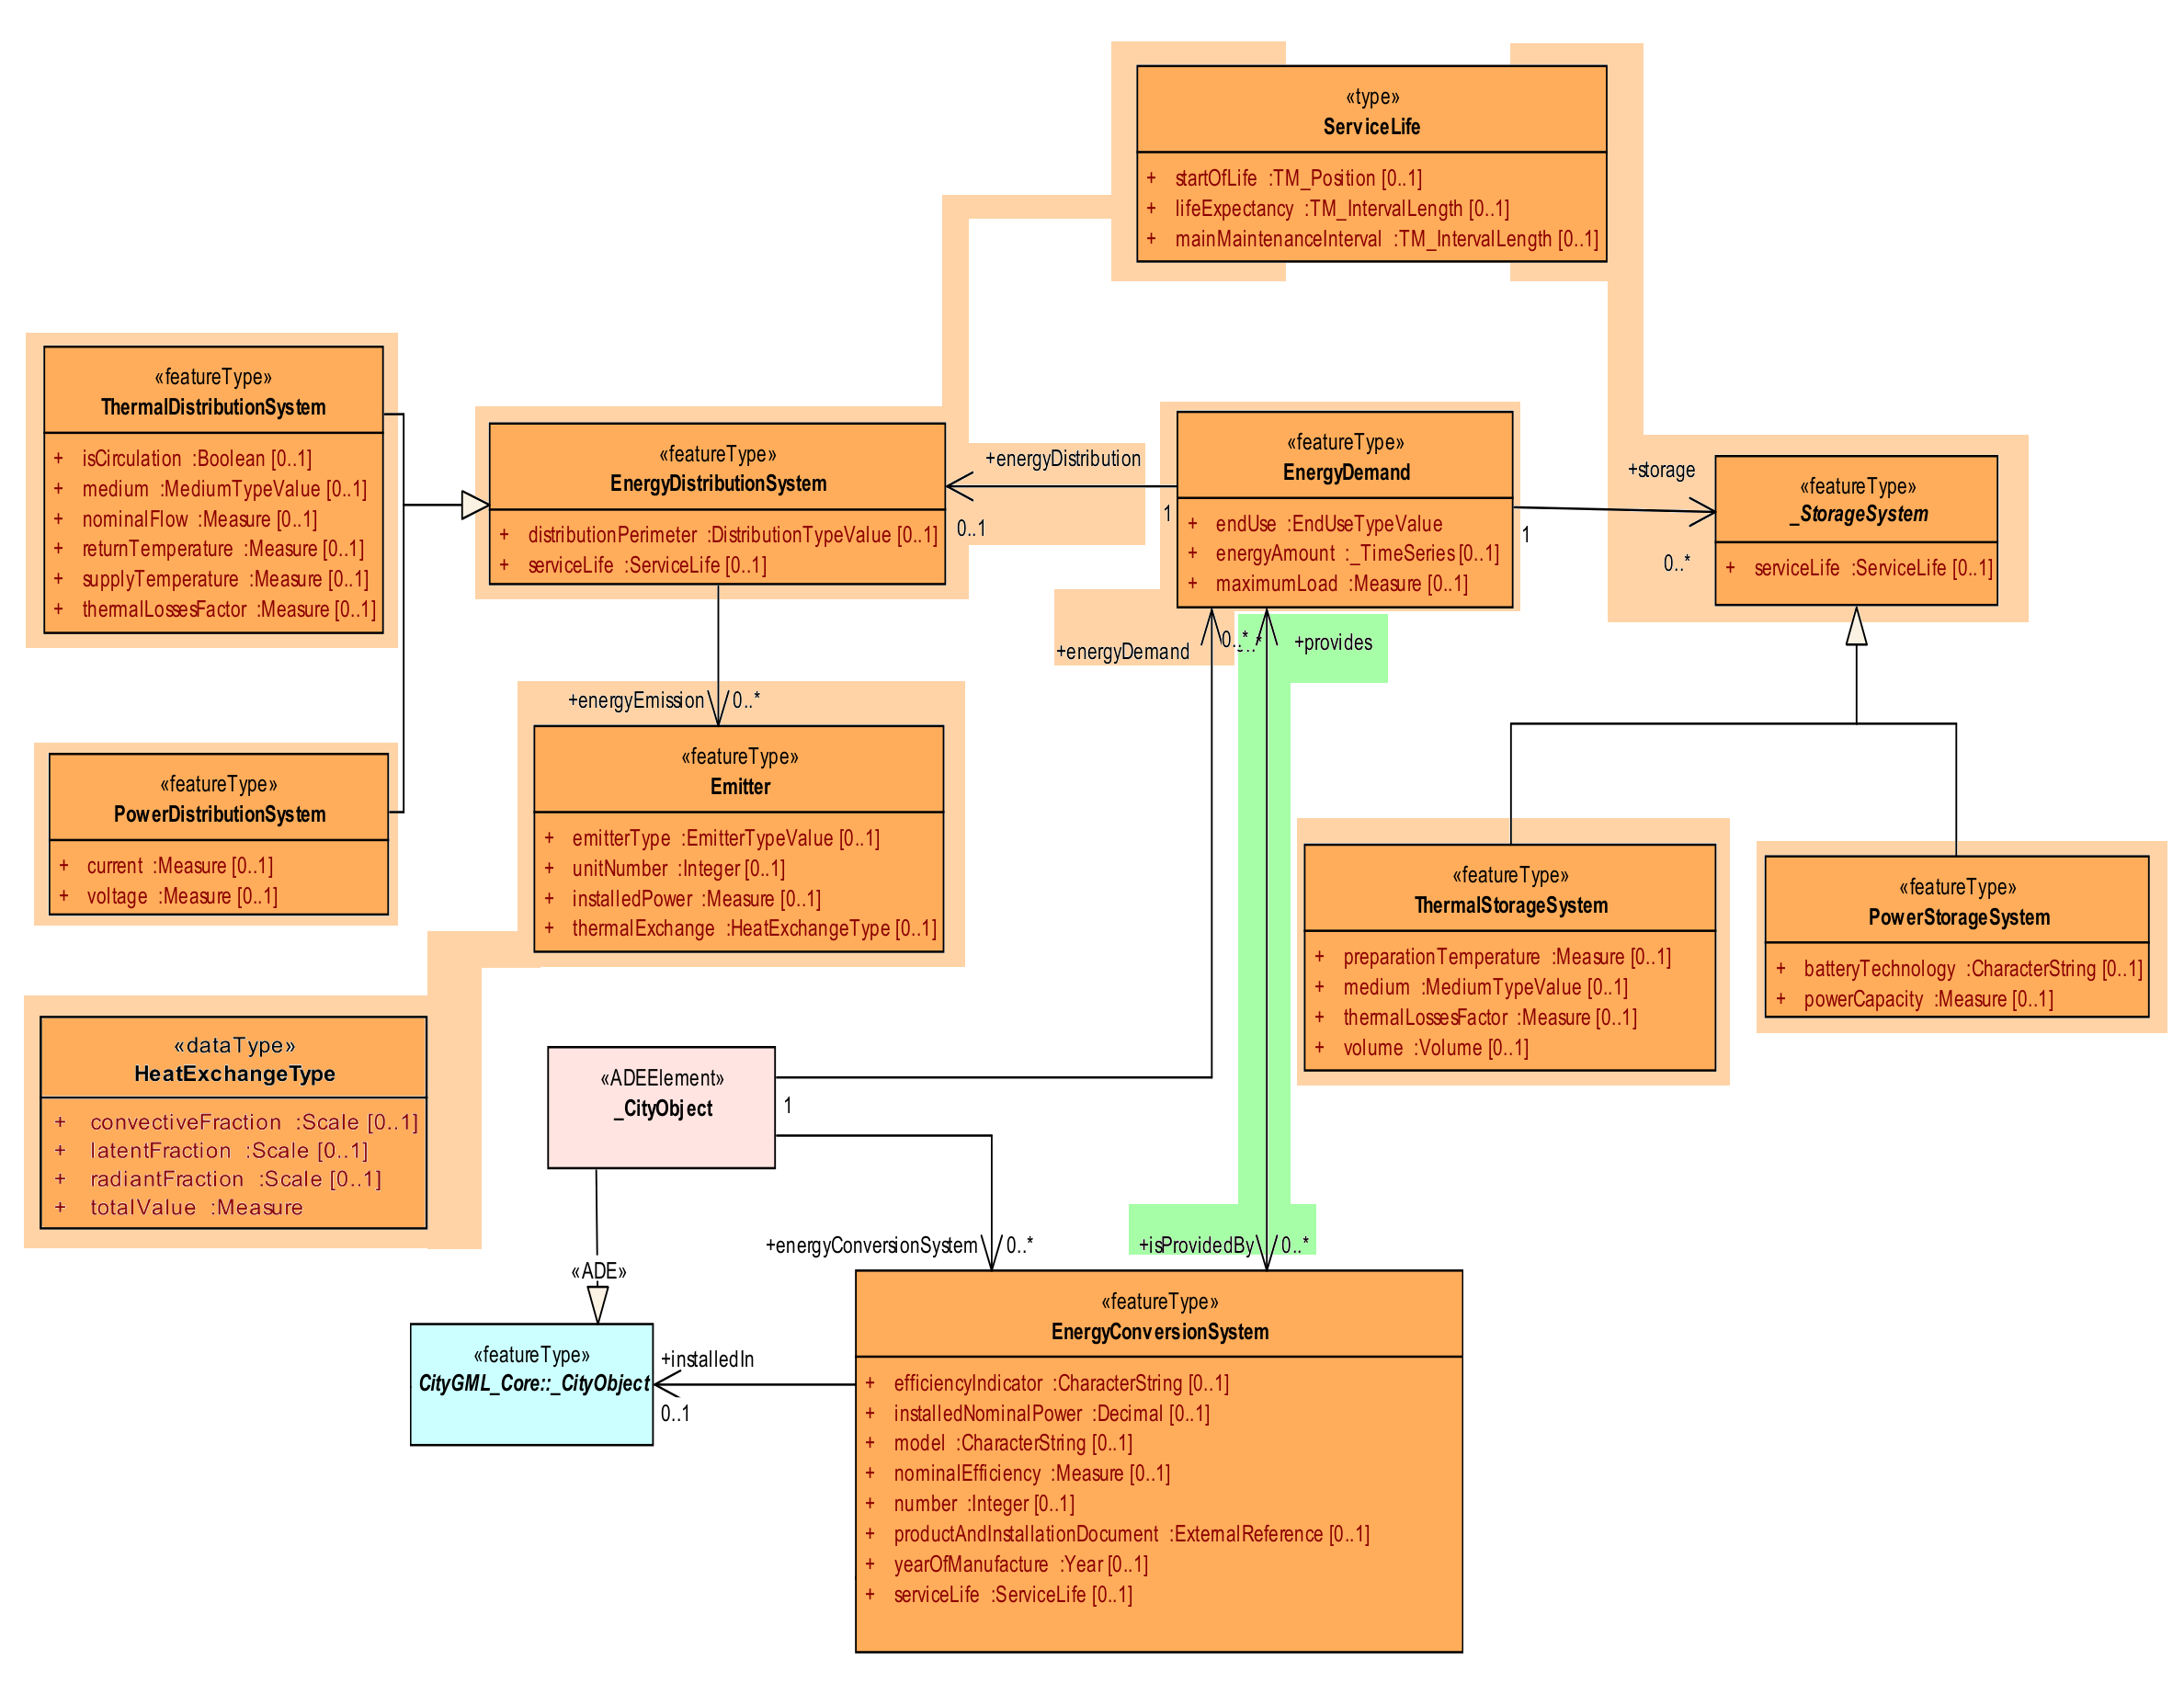 «type»
ServiceLife
+ startOfLife :TM_Position [0..1]
+ lifeExpectancy :TM_IntervalLength [0..1]
+ mainMaintenanceInterval :TM_IntervalLength [0..1]
«featureType»
ThermalDistributionSystem
+ isCirculation :Boolean [0..1]
+ medium :MediumTypeValue [0..1]
+ nominalFlow :Measure [0..1]
+ returnTemperature :Measure [0..1]
+ supplyTemperature :Measure [0..1]
+ thermalLossesFactor :Measure [0..1]
«featureType»
EnergyDistributionSystem
+ distributionPerimeter :DistributionTypeValue [0..1]
+ serviceLife :ServiceLife [0..1]
+energyDistribution
0..1
1
«featureType»
EnergyDemand
+ endUse :EndUseTypeValue
+ energyAmount :_TimeSeries [0..1]
+ maximumLoad :Measure [0..1]
1
+storage
0..*
«featureType»
_StorageSystem
+ serviceLife :ServiceLife [0..1]
+energyDemand
0..*
+provides
+energyEmission
0..*
«featureType»
PowerDistributionSystem
+ current :Measure [0..1]
+ voltage :Measure [0..1]
«featureType»
Emitter
+ emitterType :EmitterTypeValue [0..1]
+ unitNumber :Integer [0..1]
+ installedPower :Measure [0..1]
+ thermalExchange :HeatExchangeType [0..1]
«featureType»
ThermalStorageSystem
+ preparationTemperature :Measure [0..1]
+ medium :MediumTypeValue [0..1]
+ thermalLossesFactor :Measure [0..1]
+ volume :Volume [0..1]
«featureType»
PowerStorageSystem
+ batteryTechnology :CharacterString [0..1]
+ powerCapacity :Measure [0..1]
«dataType»
HeatExchangeType
+ convectiveFraction :Scale [0..1]
+ latentFraction :Scale [0..1]
+ radiantFraction :Scale [0..1]
+ totalValue :Measure
«ADEElement»
_CityObject
1
+energyConversionSystem
0..*
+isProvidedBy
0..*
«ADE»
«featureType»
CityGML_Core::_CityObject
+installedIn
0..1
«featureType»
EnergyConversionSystem
+ efficiencyIndicator :CharacterString [0..1]
+ installedNominalPower :Decimal [0..1]
+ model :CharacterString [0..1]
+ nominalEfficiency :Measure [0..1]
+ number :Integer [0..1]
+ productAndInstallationDocument :ExternalReference [0..1]
+ yearOfManufacture :Year [0..1]
+ serviceLife :ServiceLife [0..1]